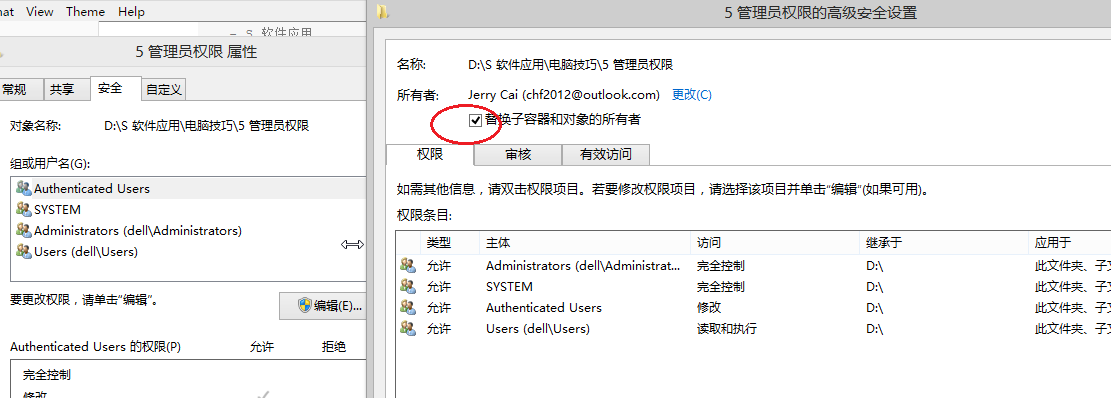 nat View Theme Help
5 软件应用
5 管理员权限 属性
常规 共享 安全 自定义
对象名称: D:\S 软件应用\电脑技巧\5 管理员权限
组或用户名(G):
Authenticated Users
SYSTEM
Administrators (dell\Administrators)
Users (dell\Users)
要更改权限，请单击"编辑"。
编辑(E)...
Authenticated Users 的权限(P) 允许 拒绝
完全控制
修改
5 管理员权限的高级安全设置
名称: D:\S 软件应用\电脑技巧\5 管理员权限
所有者: Jerry Cai (chf2012@outlook.com) 更改(C)
替换子容器和对象的所有者
权限 审核 有效访问
如需其他信息，请双击权限项目。若要修改权限项目，请选择该项目并单击"编辑"(如果可用)。
权限条目:
类型 主体 访问 继承于 应用于
允许 Administrators (dell\Administrat... 完全控制 D:\ 此文件夹、子文
允许 SYSTEM 完全控制 D:\ 此文件夹、子文
允许 Authenticated Users 修改 D:\ 此文件夹、子文
允许 Users (dell\Users) 读取和执行 D:\ 此文件夹、子文